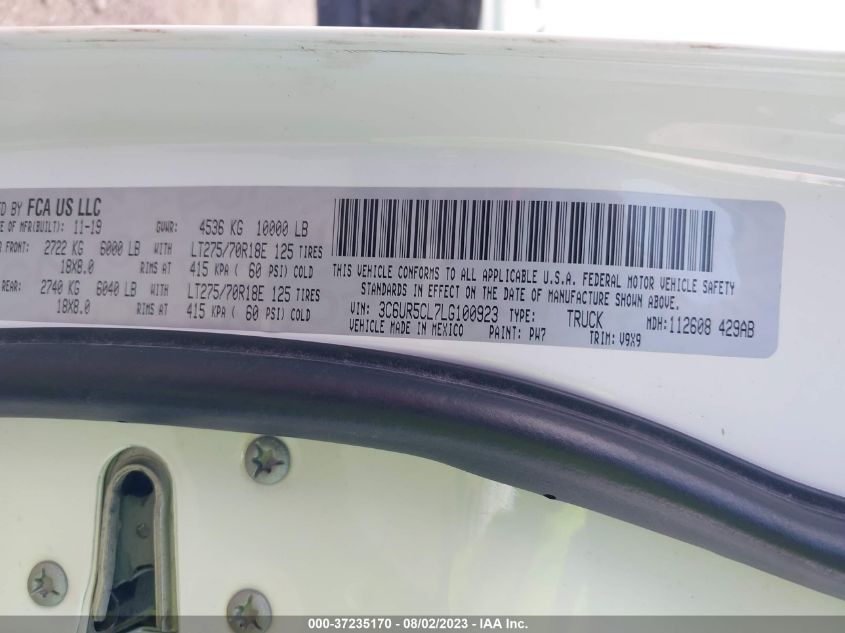 FD BY FCA US LLC
E OF MFR(BUILT): 11-19 GVWR: 4536 KG 10000 LB
FRONT: 2722 KG 6000 LB WITH LT275/70R18E 125 TIRES
18X8.0 RIMS AT 415 KPA ( 60 PSI) COLD
REAR: 2740 KG 6040 LB WITH LT275/70R18E 125 TIRES
18X8.0 RIMS AT 415 KPA ( 60 PSI) COLD
THIS VEHICLE CONFORMS TO ALL APPLICABLE U.S.A. FEDERAL MOTOR VEHICLE SAFETY
STANDARDS IN EFFECT ON THE DATE OF MANUFACTURE SHOWN ABOVE.
VIN: 3C6UR5CL7LG100923 TYPE: TRUCK MDH:112608 429AB
VEHICLE MADE IN MEXICO PAINT: PW7 TRIM: V9X9
000-37235170 - 08/02/2023 - IAA Inc.